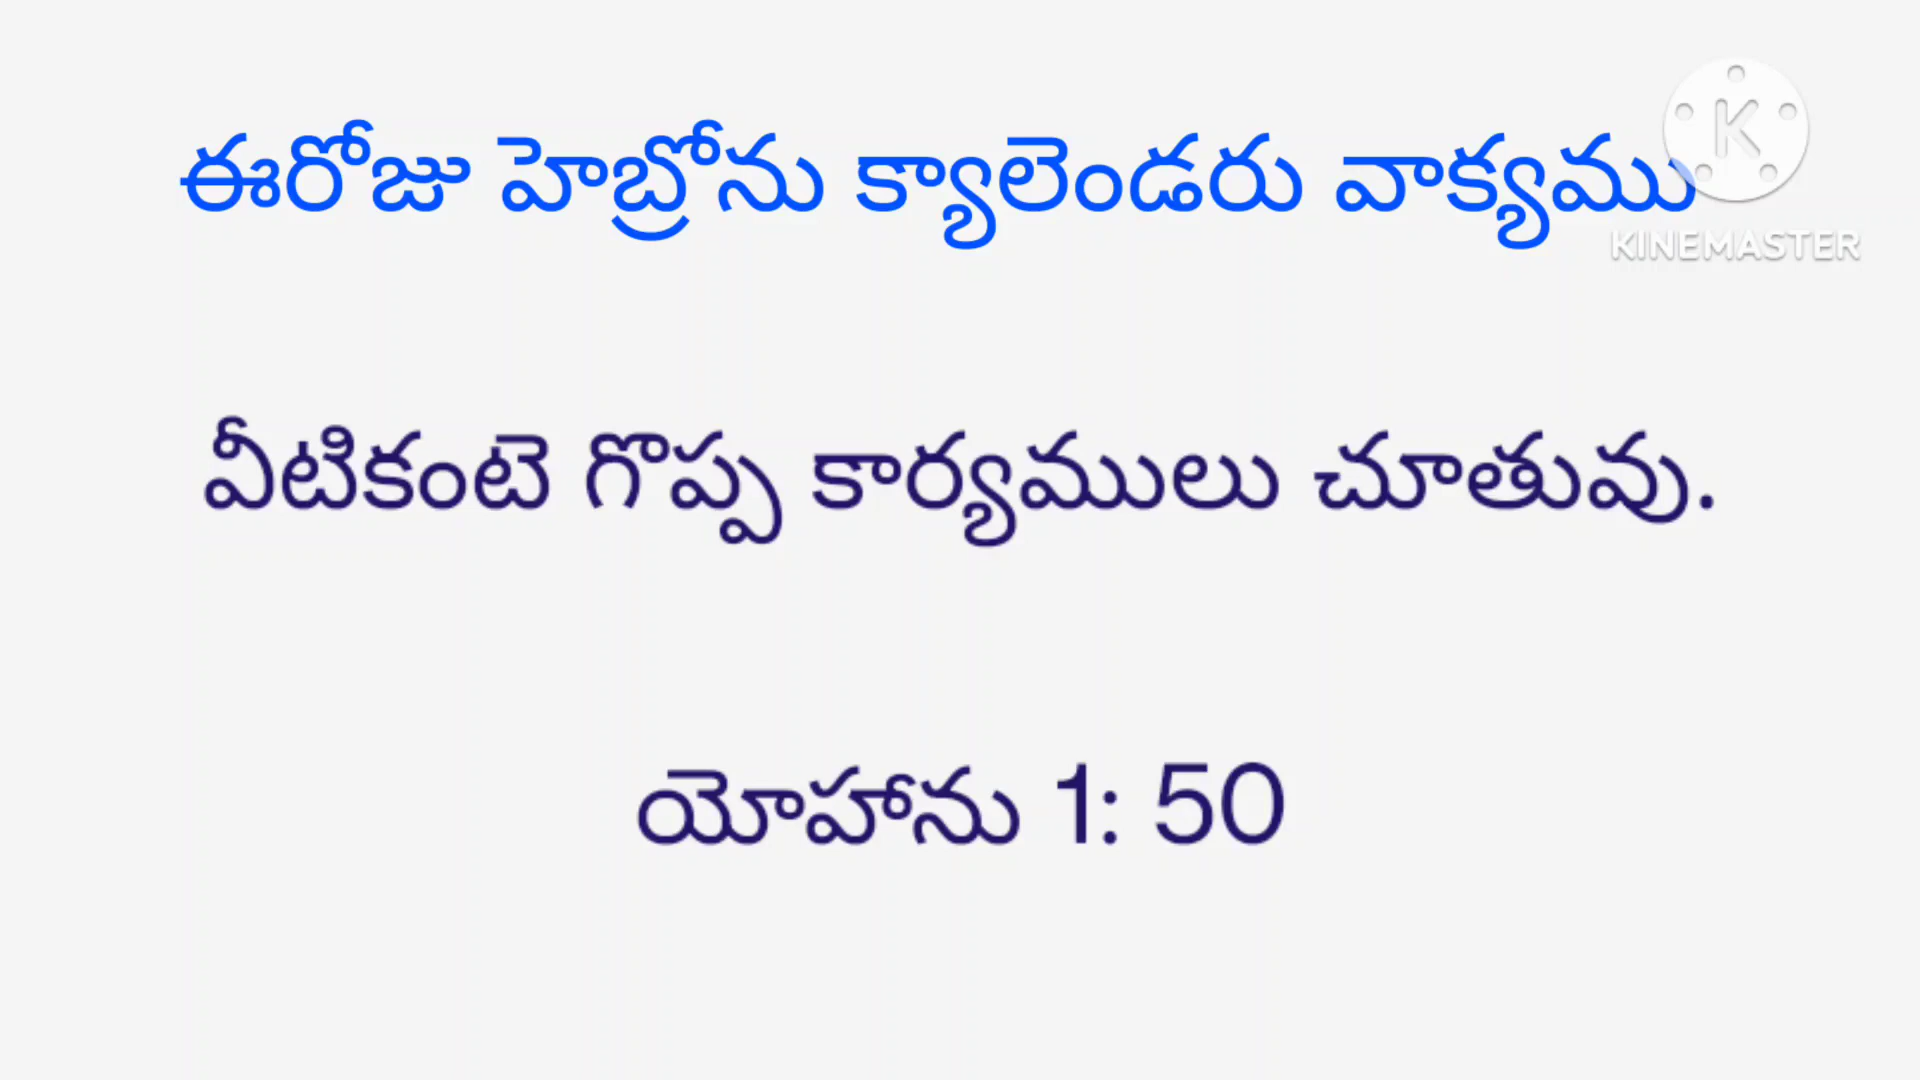 ఈరోజు హెబ్రోను క్యాలెండరు వాక్యము
K
KINEMASTER
వీటికంటె గొప్ప కార్యములు చూతువు.
యోహాను 1: 50